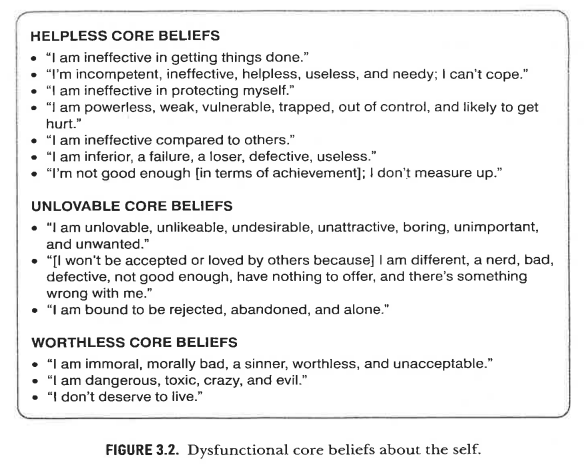 HELPLESS CORE BELIEFS
• “I am ineffective in getting things done.”
• “I'm incompetent, ineffective, helpless, useless, and needy; I can't cope.”
• “I am ineffective in protecting myself.”
• “I am powerless, weak, vulnerable, trapped, out of control, and likely to get
hurt.”
• “I am ineffective compared to others.”
• “I am inferior, a failure, a loser, defective, useless.”
• “I'm not good enough [in terms of achievement]; I don't measure up.”
UNLOVABLE CORE BELIEFS
• “I am unlovable, unlikeable, undesirable, unattractive, boring, unimportant,
and unwanted.”
• “[I won't be accepted or loved by others because] I am different, a nerd, bad,
defective, not good enough, have nothing to offer, and there's something
wrong with me.”
• “I am bound to be rejected, abandoned, and alone.”
WORTHLESS CORE BELIEFS
• “I am immoral, morally bad, a sinner, worthless, and unacceptable.”
• “I am dangerous, toxic, crazy, and evil.”
• “I don't deserve to live.”
FIGURE 3.2. Dysfunctional core beliefs about the self.